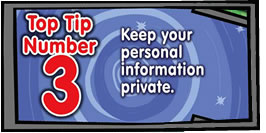 Top Tip
Number
3
Keep your
personal
information
private.